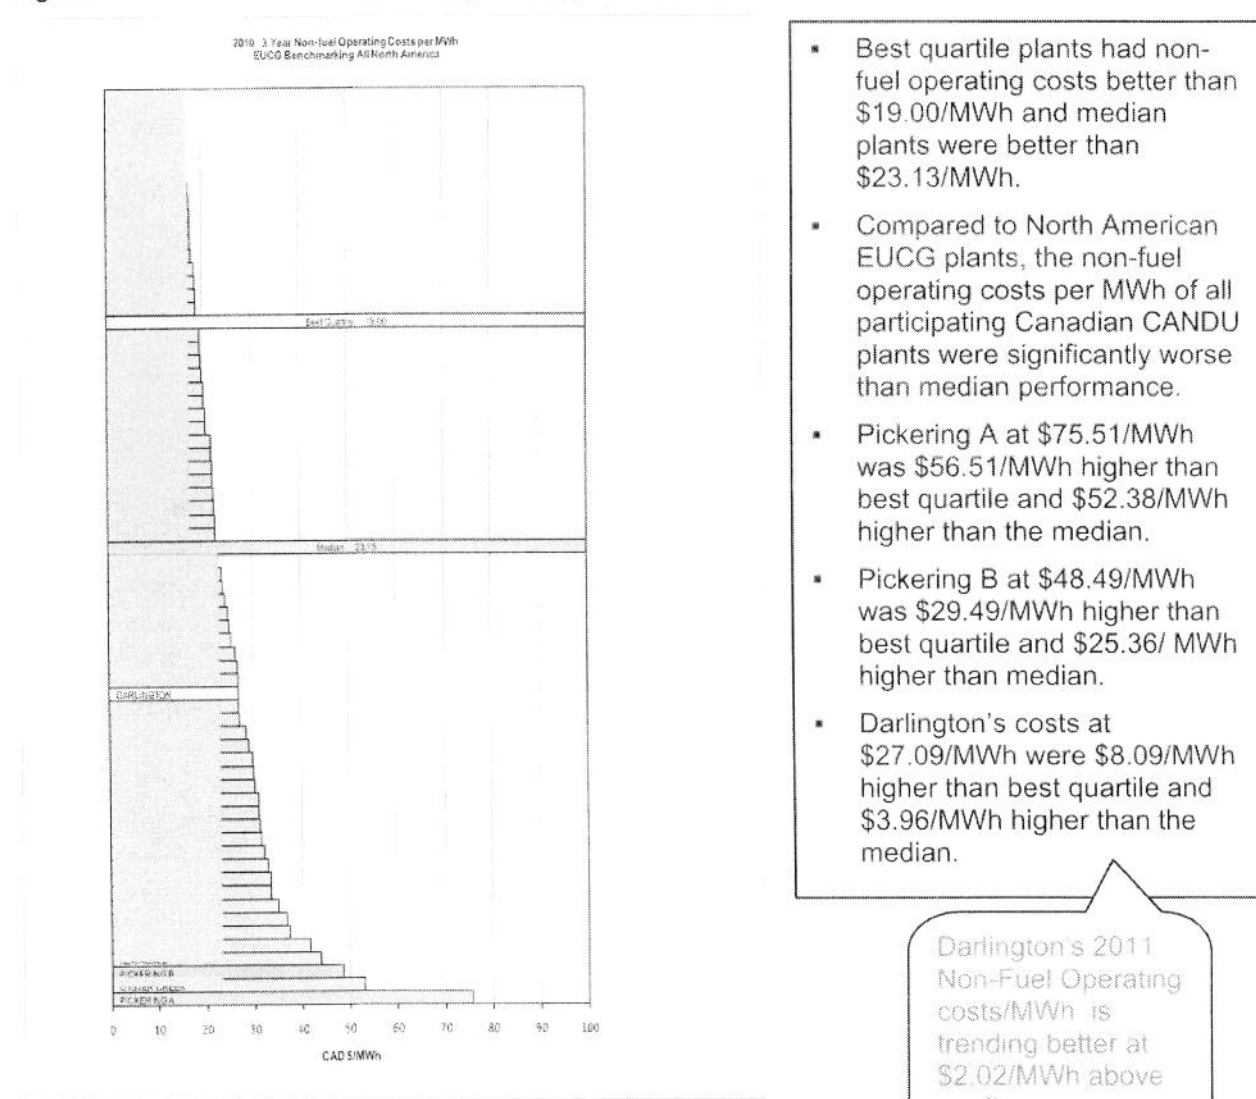 2010 3 Year Non-fuel Operating Costs per MWh
EUCG Benchmarking All North America
Best Quartile 19.00
Median 23.13
DARLINGTON
PICKERING B
PICKERING A
0 10 20 30 40 50 60 70 80 90 100
CAD $/MWh
▪ Best quartile plants had non-
fuel operating costs better than
$19.00/MWh and median
plants were better than
$23.13/MWh.
▪ Compared to North American
EUCG plants, the non-fuel
operating costs per MWh of all
participating Canadian CANDU
plants were significantly worse
than median performance.
▪ Pickering A at $75.51/MWh
was $56.51/MWh higher than
best quartile and $52.38/MWh
higher than the median.
▪ Pickering B at $48.49/MWh
was $29.49/MWh higher than
best quartile and $25.36/ MWh
higher than median.
▪ Darlington's costs at
$27.09/MWh were $8.09/MWh
higher than best quartile and
$3.96/MWh higher than the
median.
Darlington's 2011
Non-Fuel Operating
costs/MWh is
trending better at
$2.02/MWh above